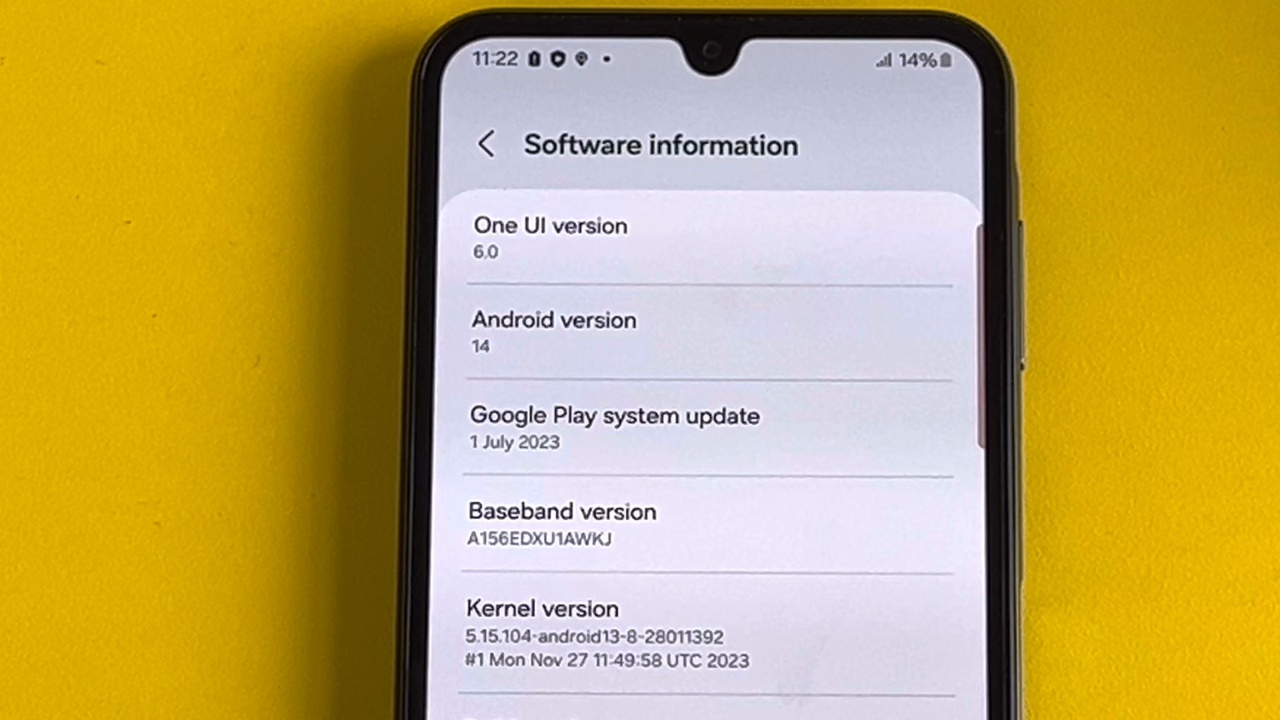 11:22
14%
Software information
One UI version
6.0
Android version
14
Google Play system update
1 July 2023
Baseband version
A156EDXU1AWKJ
Kernel version
5.15.104-android13-8-28011392
#1 Mon Nov 27 11:49:58 UTC 2023